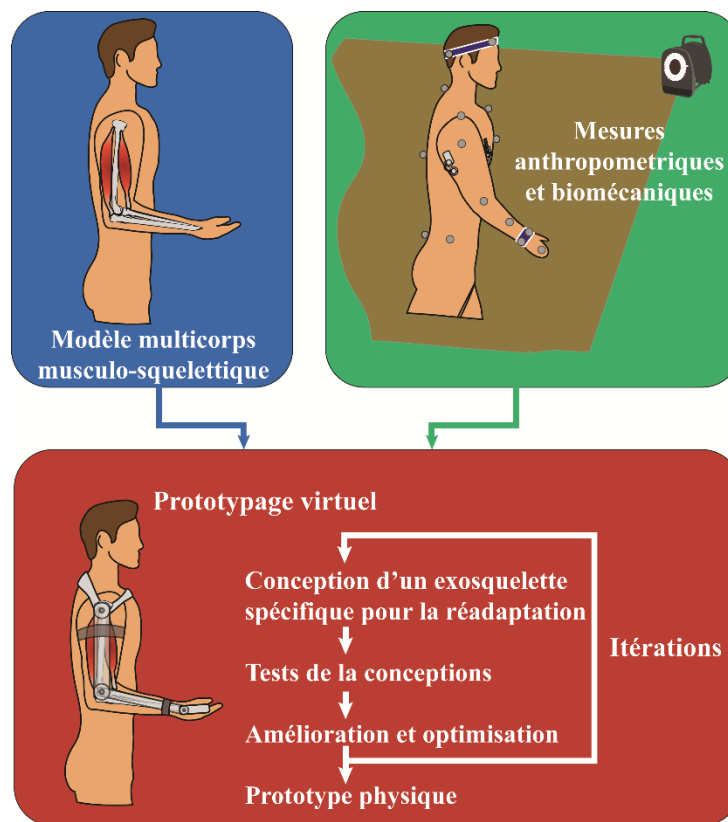 Modèle multicorps
musculo-squelettique
Mesures
anthropometriques
et biomécaniques
Prototypage virtuel
Conception d'un exosquelette
spécifique pour la réadaptation
Tests de la conceptions
Amélioration et optimisation
Prototype physique
Itérations